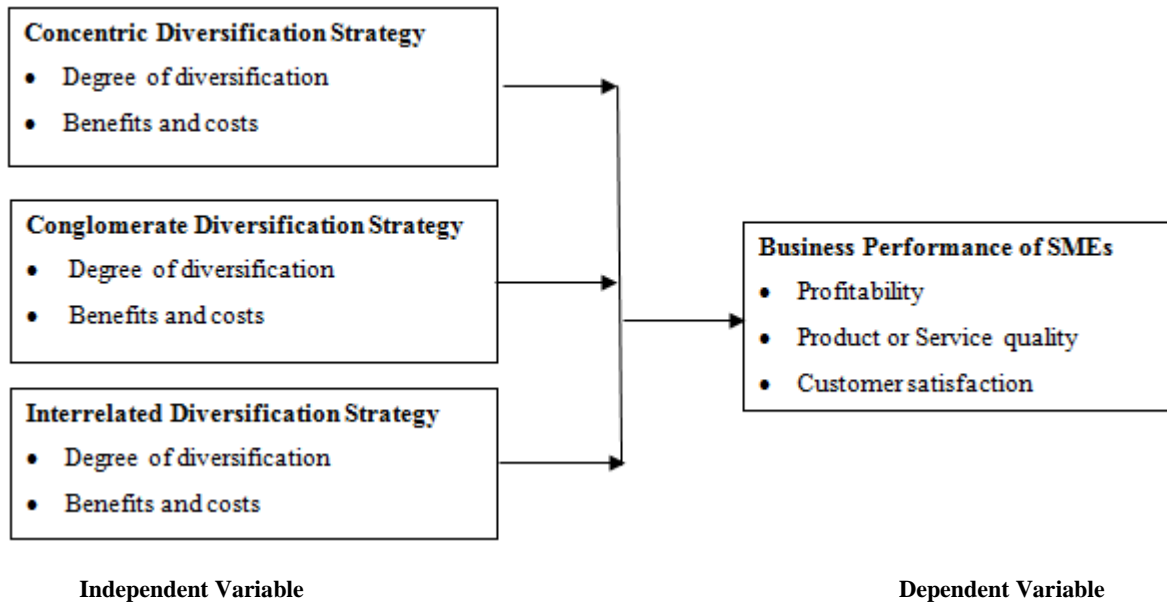 Concentric Diversification Strategy
• Degree of diversification
• Benefits and costs
Conglomerate Diversification Strategy
• Degree of diversification
• Benefits and costs
Interrelated Diversification Strategy
• Degree of diversification
• Benefits and costs
Business Performance of SMEs
• Profitability
• Product or Service quality
• Customer satisfaction
Independent Variable
Dependent Variable